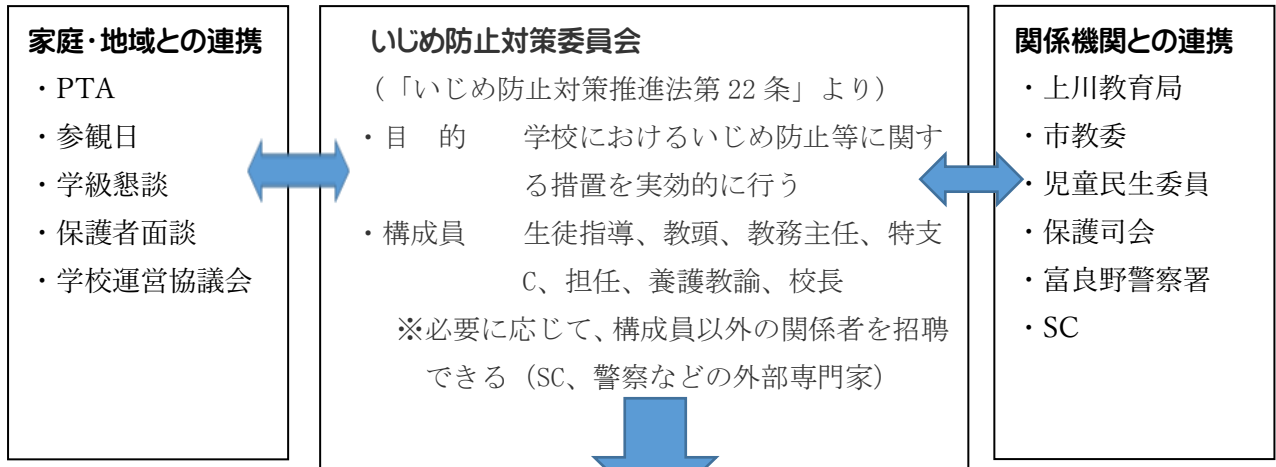 家庭・地域との連携
・PTA
・参観日
・学級懇談
・保護者面談
・学校運営協議会
いじめ防止対策委員会
（「いじめ防止対策推進法第 22 条」より）
・目　的　　学校におけるいじめ防止等に関す
る措置を実効的に行う
・構成員　　生徒指導、教頭、教務主任、特支
C、担任、養護教諭、校長
※必要に応じて、構成員以外の関係者を招聘
できる（SC、警察などの外部専門家）
関係機関との連携
・上川教育局
・市教委
・児童民生委員
・保護司会
・富良野警察署
・SC